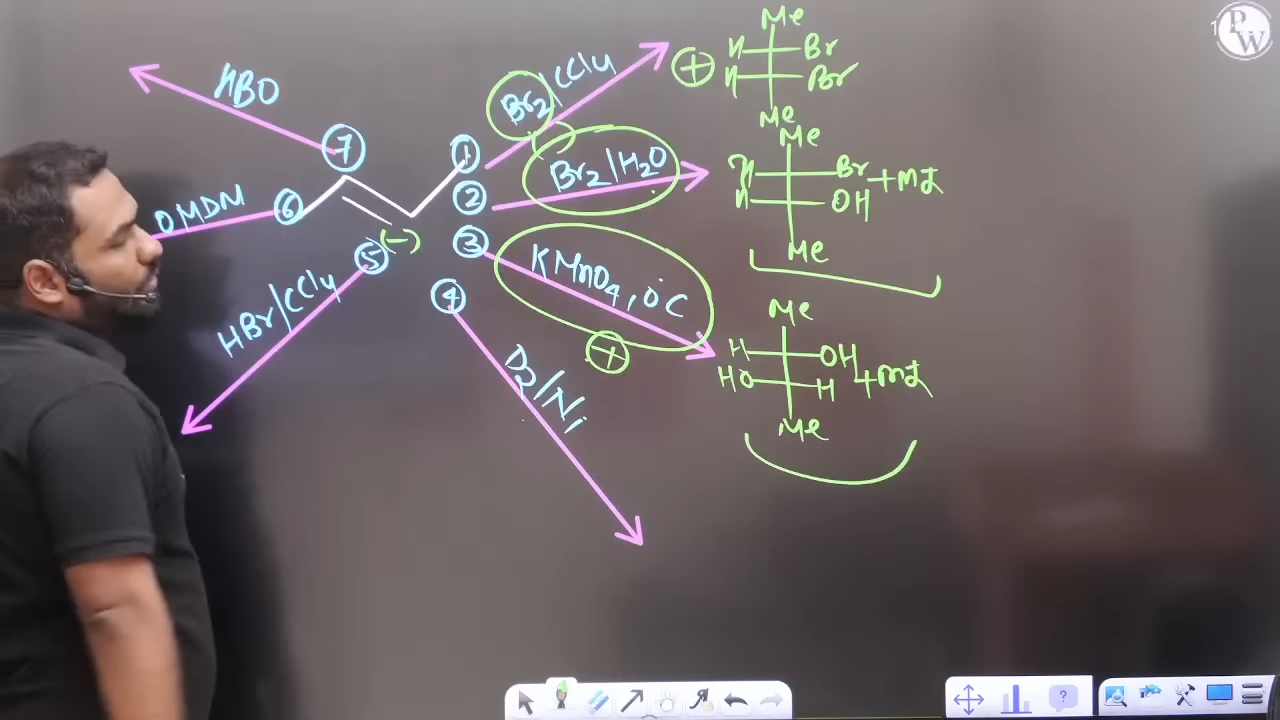 Me
H Br
H Br
Me
PW
HBO
Br2/CCl4
+
7
1
Me
Br2/H2O
H Br
H OH
+mI
Me
2
OMDM
6
(-)
3
5
KMnO4, 0°C
HBr/CCl4
4
+
Me
H OH
HO H
+mI
Me
D2/Ni